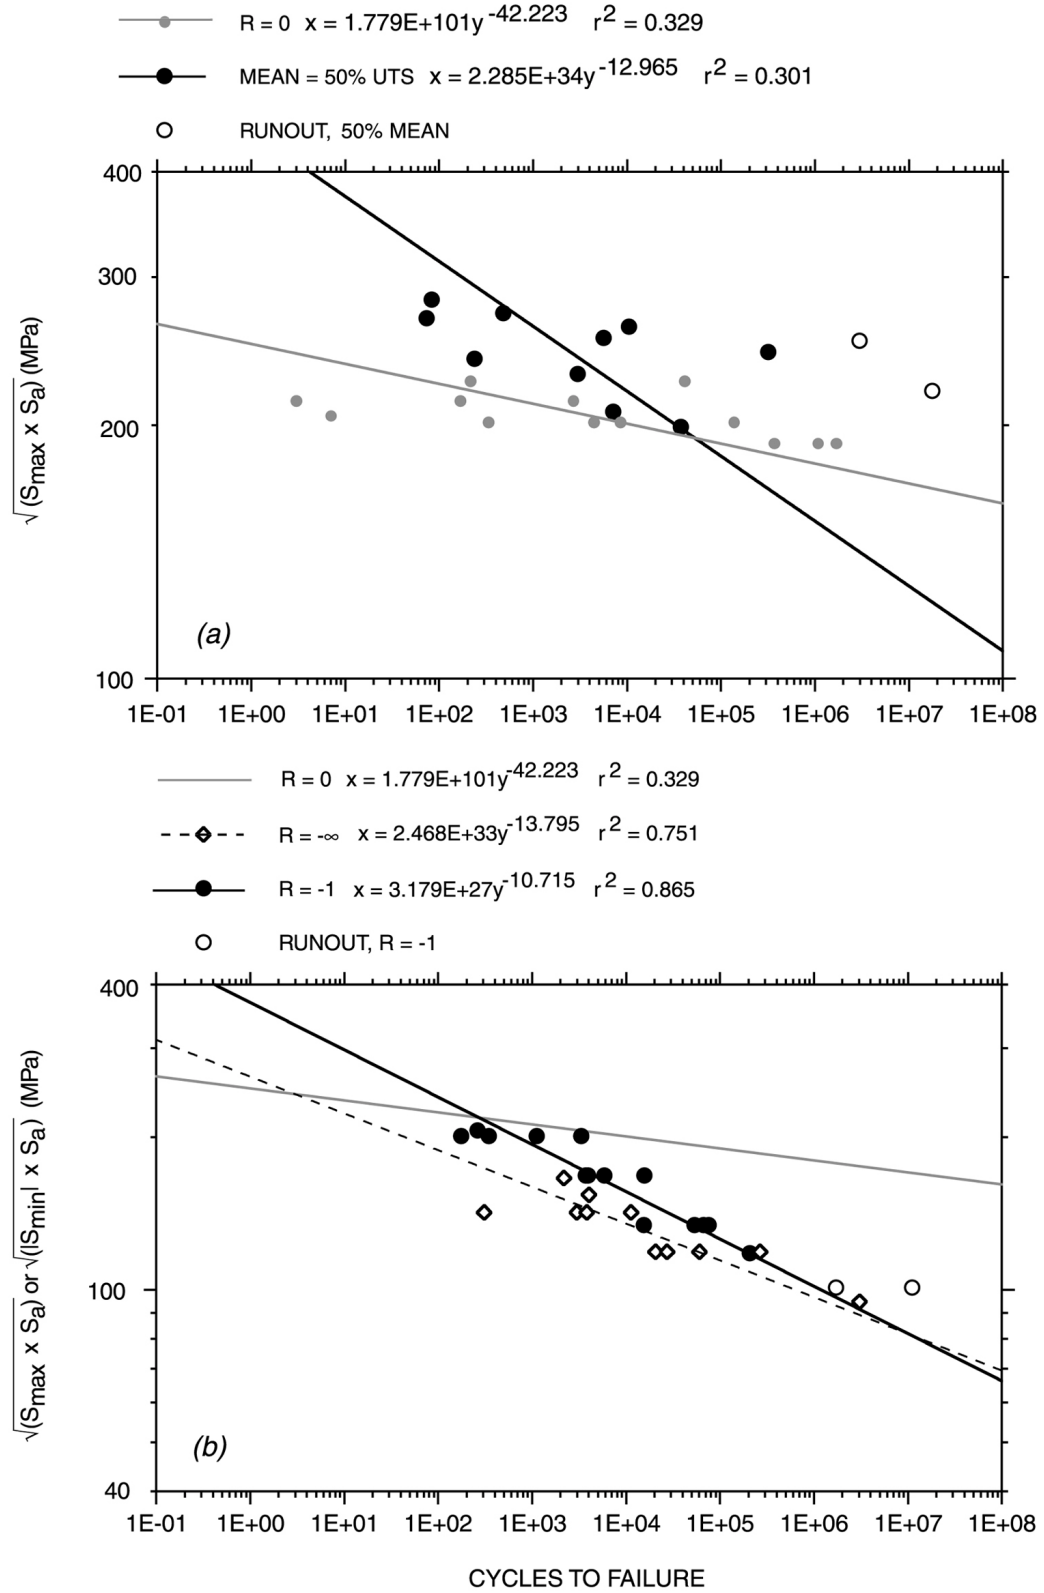 R = 0 x = 1.779E+101y^-42.223 r^2 = 0.329
MEAN = 50% UTS x = 2.285E+34y^-12.965 r^2 = 0.301
RUNOUT, 50% MEAN
400
300
200
100
√(Smax x Sa) (MPa)
(a)
1E-01 1E+00 1E+01 1E+02 1E+03 1E+04 1E+05 1E+06 1E+07 1E+08
R = 0 x = 1.779E+101y^-42.223 r^2 = 0.329
R = -∞ x = 2.468E+33y^-13.795 r^2 = 0.751
R = -1 x = 3.179E+27y^-10.715 r^2 = 0.865
RUNOUT, R = -1
400
100
40
√(Smax x Sa) or √(|Smin| x Sa) (MPa)
(b)
1E-01 1E+00 1E+01 1E+02 1E+03 1E+04 1E+05 1E+06 1E+07 1E+08
CYCLES TO FAILURE